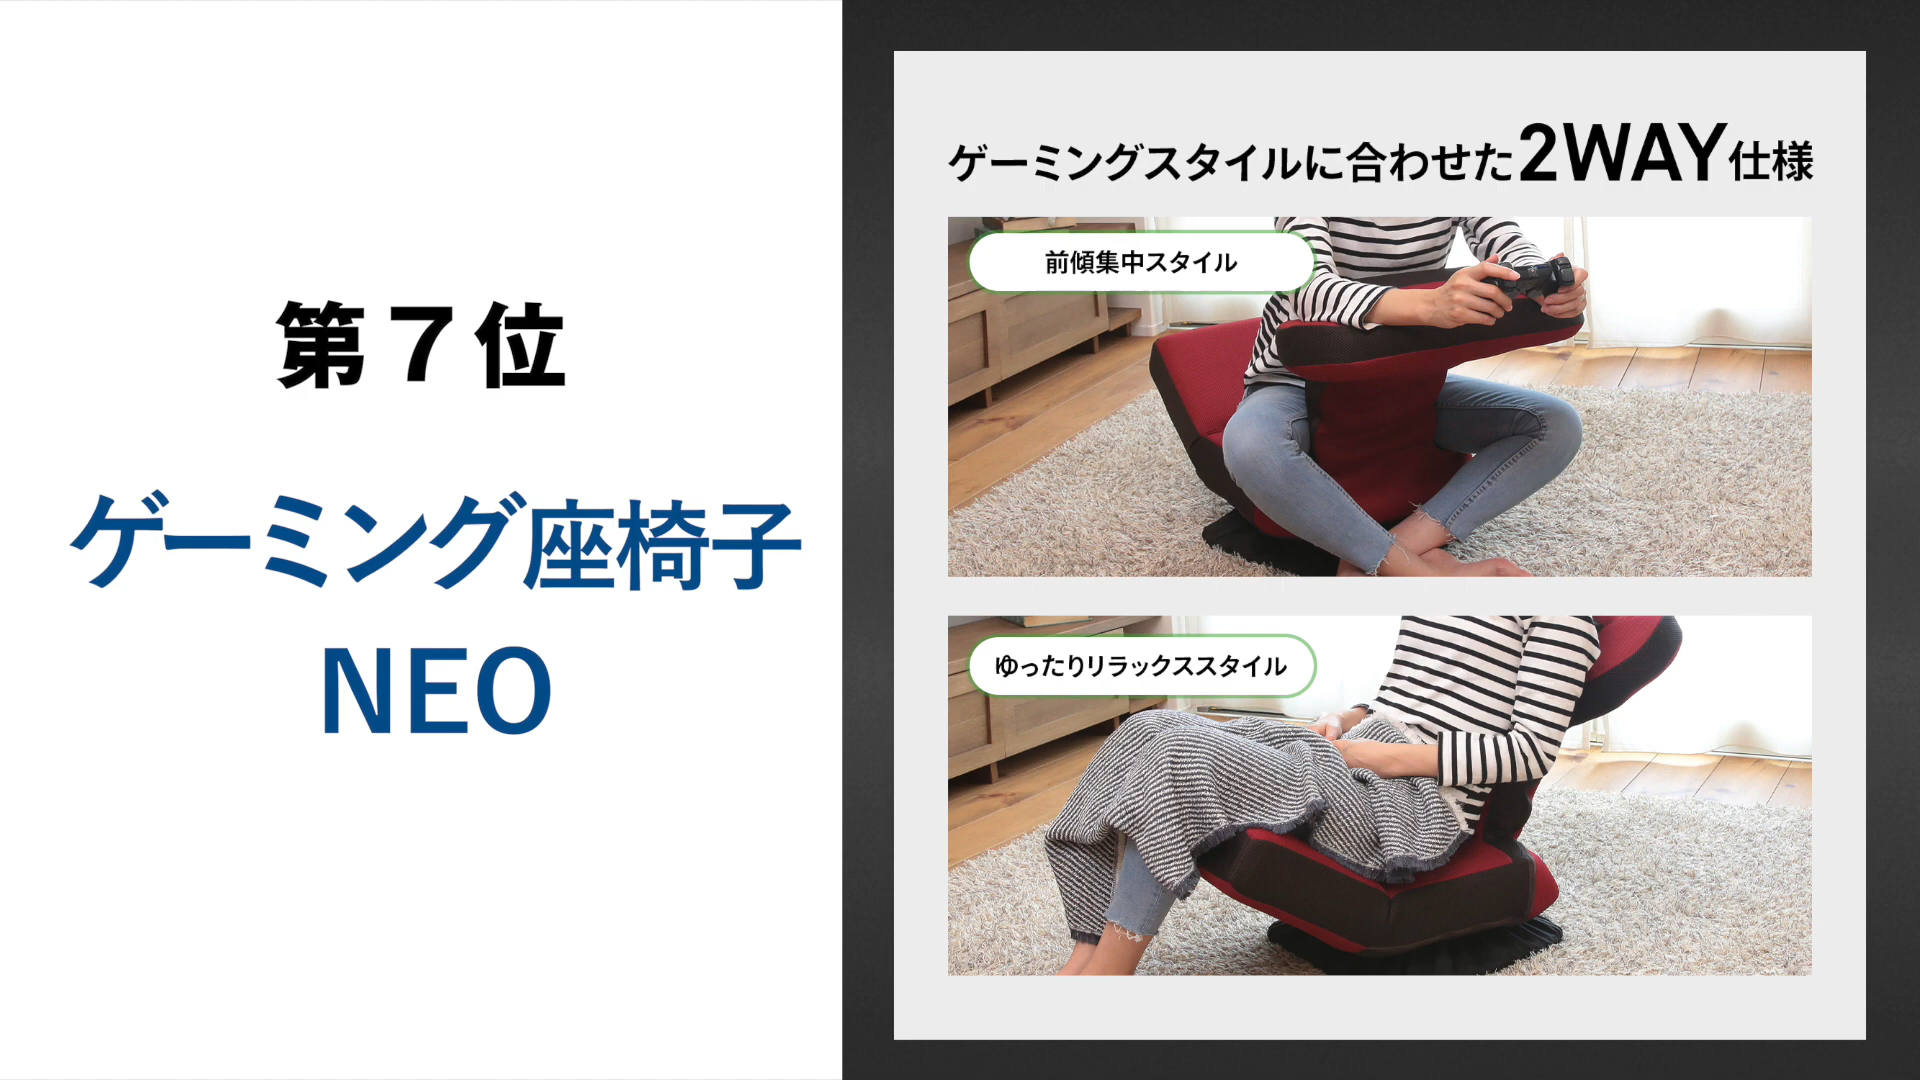 第７位
ゲーミング座椅子
NEO
ゲーミングスタイルに合わせた2WAY仕様
前傾集中スタイル
ゆったりリラックススタイル